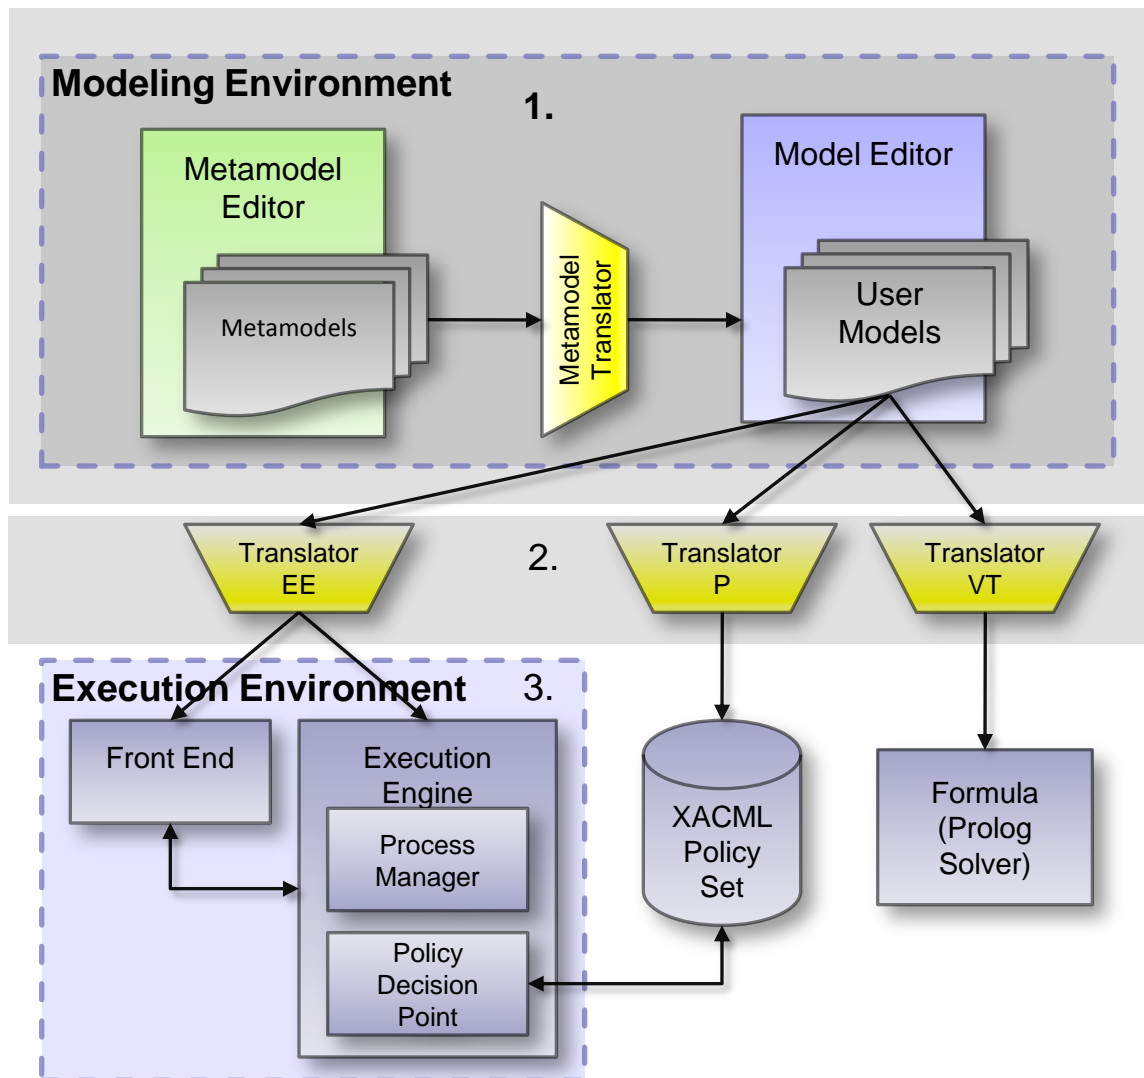 Modeling Environment
1.
Metamodel
Editor
Metamodels
Metamodel
Translator
Model Editor
User
Models
Translator
EE
2.
Translator
P
Translator
VT
Execution Environment
3.
Front End
Execution
Engine
Process
Manager
Policy
Decision
Point
XACML
Policy
Set
Formula
(Prolog
Solver)